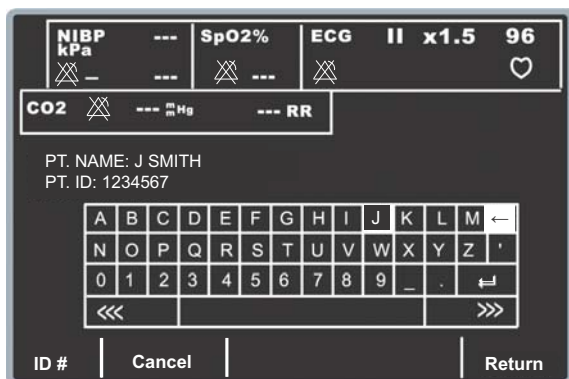 NIBP --- SpO2% ECG II x1.5 96
kPa
– --- ---
CO2 --- mmHg --- RR
PT. NAME: J SMITH
PT. ID: 1234567
A B C D E F G H I J K L M ←
N O P Q R S T U V W X Y Z '
0 1 2 3 4 5 6 7 8 9 _ . ↵
<<< >>>
ID # Cancel Return